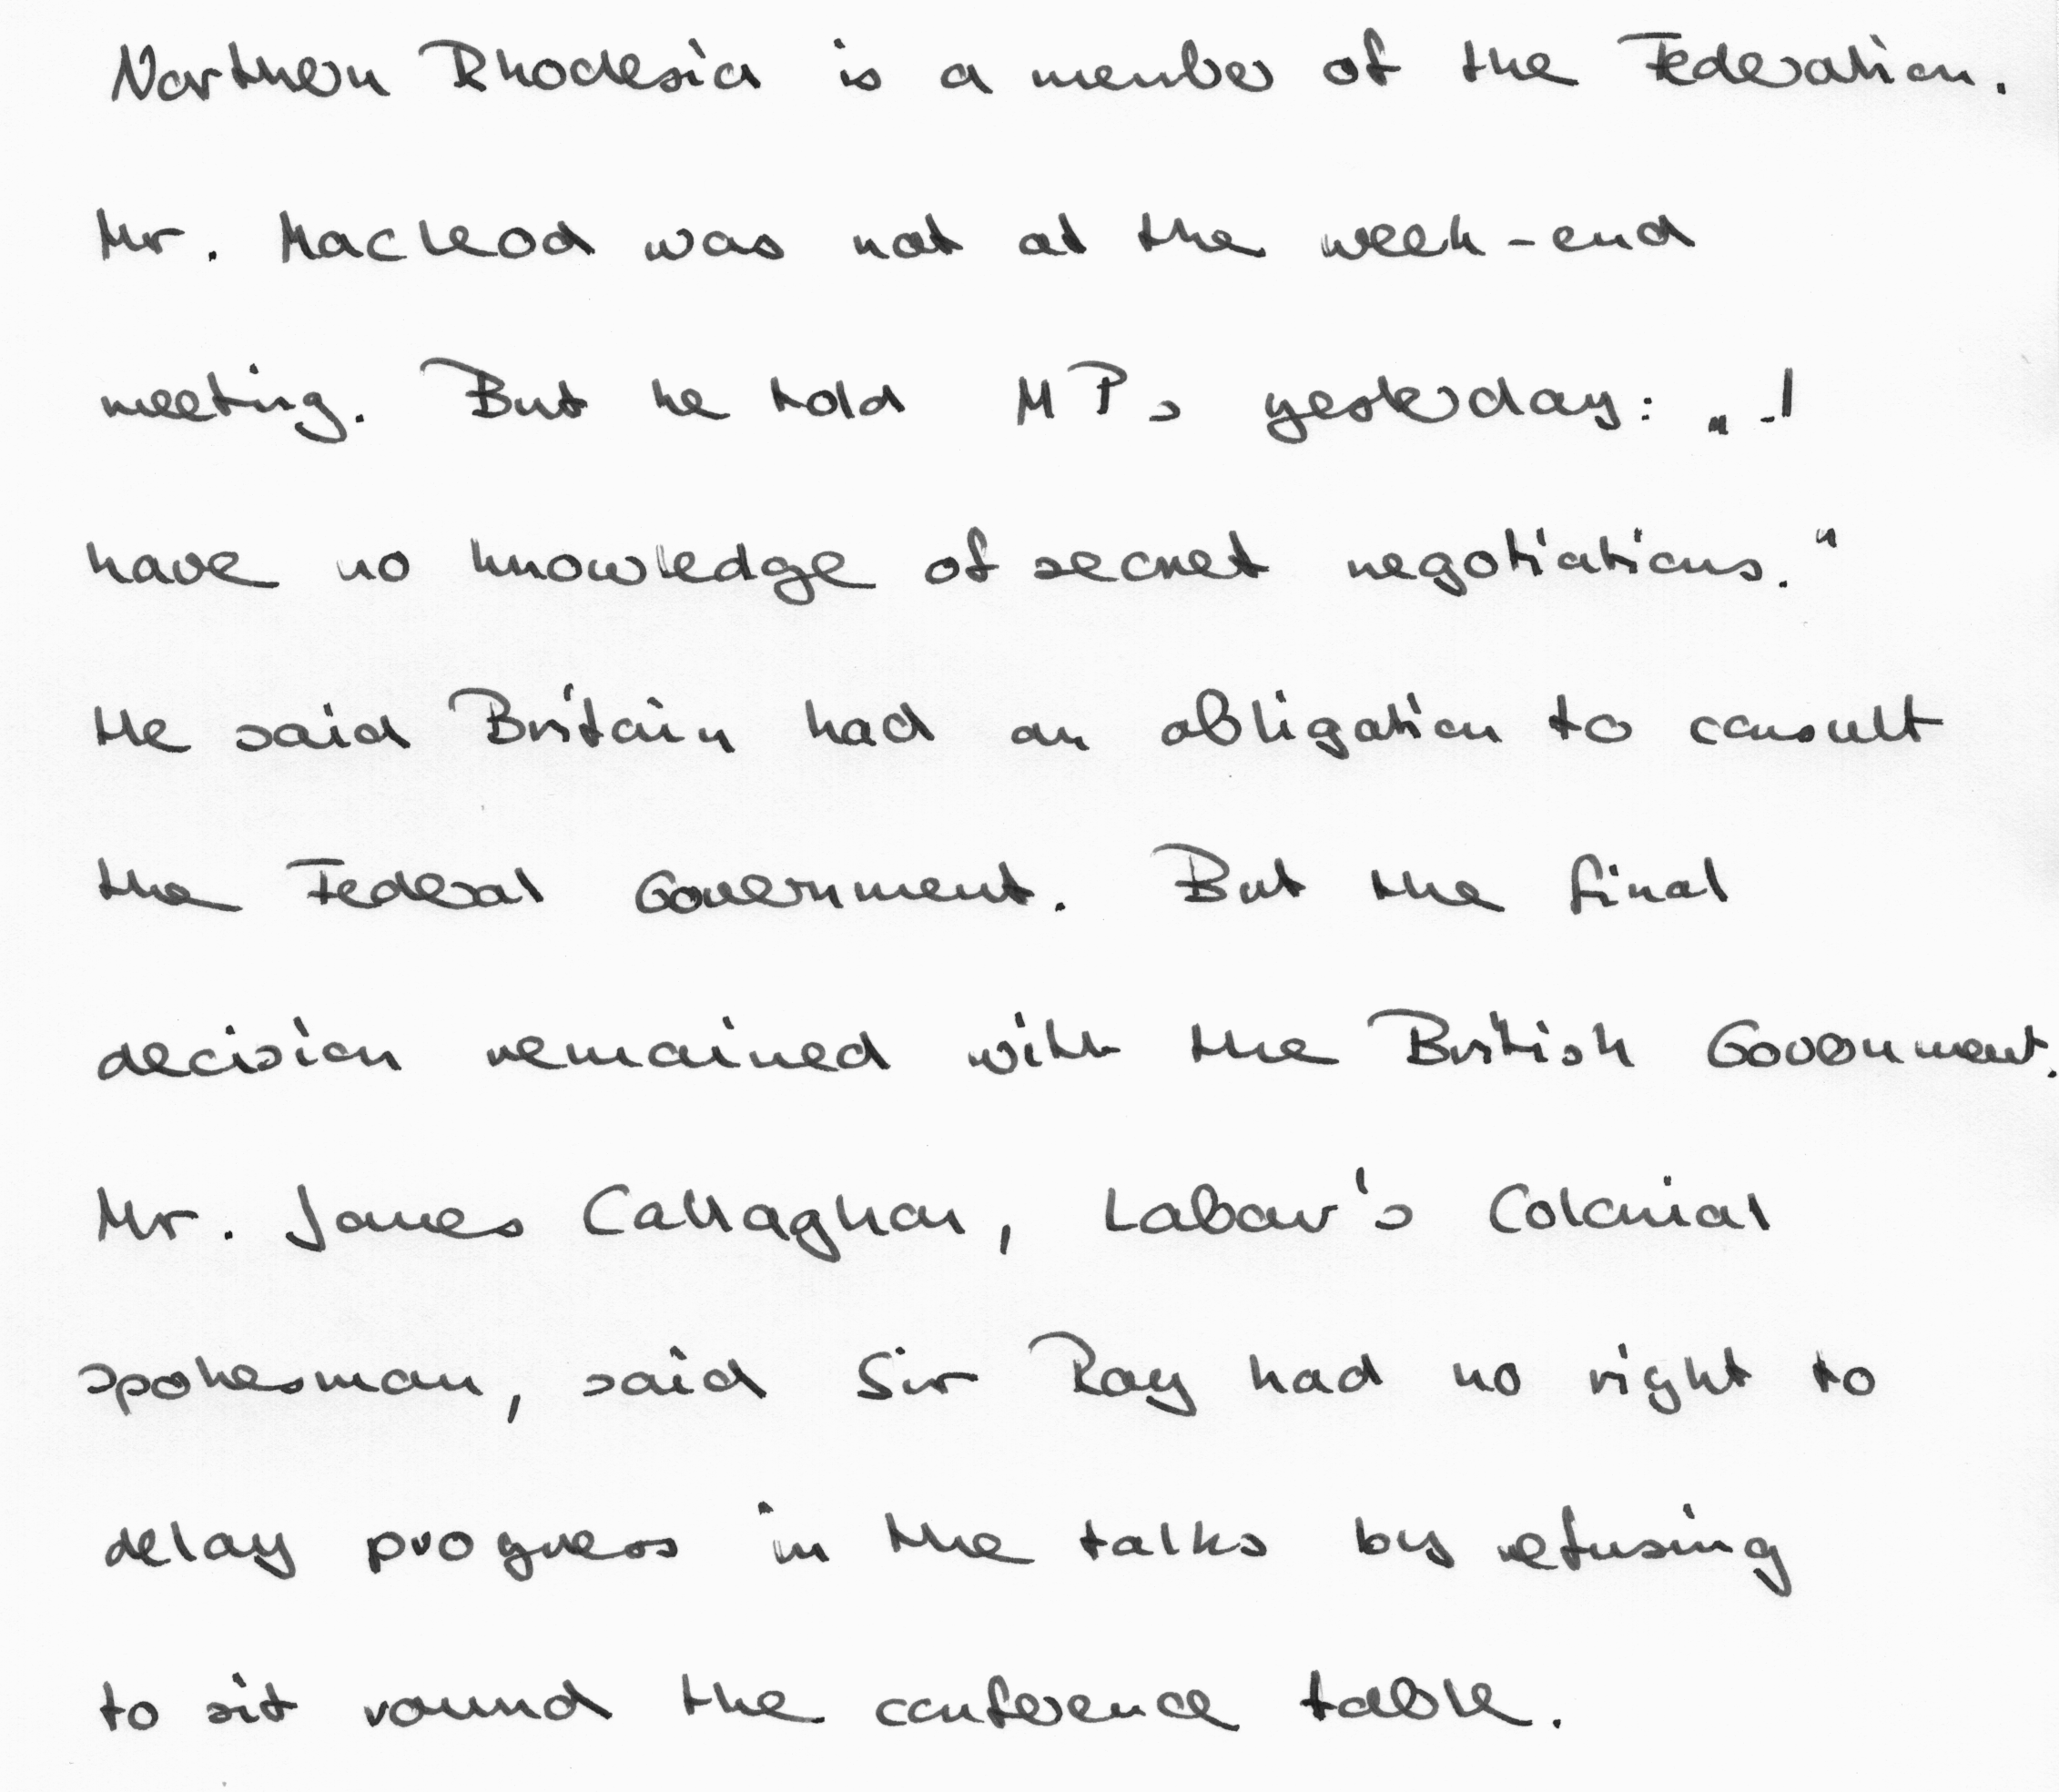 Northern Rhodesia is a member of the Federation.
Mr. Macleod was not at the week-end
meeting. But he told MPs yesterday: „I
have no knowledge of secret negotiations."
He said Britain had an obligation to consult
the Federal Government. But the final
decision remained with the British Government.
Mr. James Callaghan, Labour's Colonial
spokesman, said Sir Roy had no right to
delay progress in the talks by refusing
to sit round the conference table.